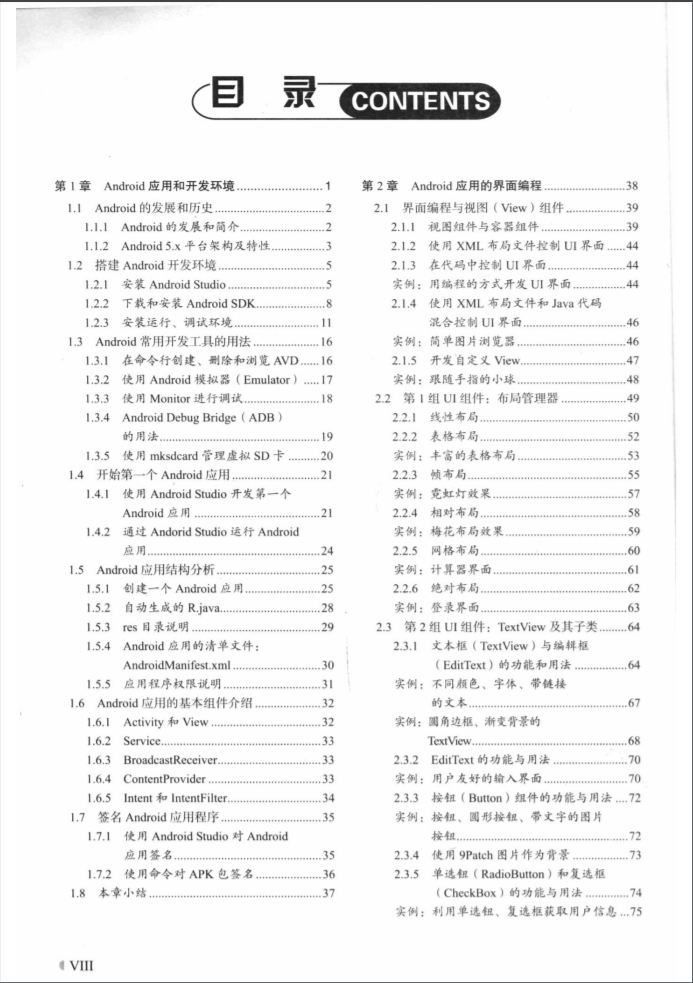 目 录 CONTENTS
第 1 章 Android 应用和开发环境..........................1
1.1 Android 的发展和历史..........................2
1.1.1 Android 的发展和简介..........................2
1.1.2 Android 5.x 平台架构及特性..........................3
1.2 搭建 Android 开发环境..........................5
1.2.1 安装 Android Studio..........................5
1.2.2 下载和安装 Android SDK..........................8
1.2.3 安装运行、调试环境..........................11
1.3 Android 常用开发工具的用法..........................16
1.3.1 在命令行创建、删除和浏览 AVD......16
1.3.2 使用 Android 模拟器(Emulator).....17
1.3.3 使用 Monitor 进行调试..........................18
1.3.4 Android Debug Bridge(ADB)
的用法..........................19
1.3.5 使用 mksdcard 管理虚拟 SD 卡..........20
1.4 开始第一个 Android 应用..........................21
1.4.1 使用 Android Studio 开发第一个
Android 应用..........................21
1.4.2 通过 Andorid Studio 运行 Android
应用..........................24
1.5 Android 应用结构分析..........................25
1.5.1 创建一个 Android 应用..........................25
1.5.2 自动生成的 R.java..........................28
1.5.3 res 目录说明..........................29
1.5.4 Android 应用的清单文件:
AndroidManifest.xml..........................30
1.5.5 应用程序权限说明..........................31
1.6 Android 应用的基本组件介绍..........................32
1.6.1 Activity 和 View..........................32
1.6.2 Service..........................33
1.6.3 BroadcastReceiver..........................33
1.6.4 ContentProvider..........................33
1.6.5 Intent 和 IntentFilter..........................34
1.7 签名 Android 应用程序..........................35
1.7.1 使用 Android Studio 对 Android
应用签名..........................35
1.7.2 使用命令对 APK 包签名..........................36
1.8 本章小结..........................37
第 2 章 Android 应用的界面编程..........................38
2.1 界面编程与视图(View)组件..........................39
2.1.1 视图组件与容器组件..........................39
2.1.2 使用 XML 布局文件控制 UI 界面......44
2.1.3 在代码中控制 UI 界面..........................44
实例:用编程的方式开发 UI 界面..........................44
2.1.4 使用 XML 布局文件和 Java 代码
混合控制 UI 界面..........................46
实例:简单图片浏览器..........................46
2.1.5 开发自定义 View..........................47
实例:跟随手指的小球..........................48
2.2 第 1 组 UI 组件:布局管理器..........................49
2.2.1 线性布局..........................50
2.2.2 表格布局..........................52
实例:丰富的表格布局..........................53
2.2.3 帧布局..........................55
实例:霓虹灯效果..........................57
2.2.4 相对布局..........................58
实例:梅花布局效果..........................59
2.2.5 网格布局..........................60
实例:计算器界面..........................61
2.2.6 绝对布局..........................62
实例:登录界面..........................63
2.3 第 2 组 UI 组件:TextView 及其子类.........64
2.3.1 文本框(TextView)与编辑框
(EditText)的功能和用法..........................64
实例:不同颜色、字体、带链接
的文本..........................67
实例:圆角边框、渐变背景的
TextView..........................68
2.3.2 EditText 的功能与用法..........................70
实例:用户友好的输入界面..........................70
2.3.3 按钮(Button)组件的功能与用法....72
实例:按钮、圆形按钮、带文字的图片
按钮..........................72
2.3.4 使用 9Patch 图片作为背景..........................73
2.3.5 单选钮(RadioButton)和复选框
(CheckBox)的功能与用法..............74
实例:利用单选钮、复选框获取用户信息...75
VIII